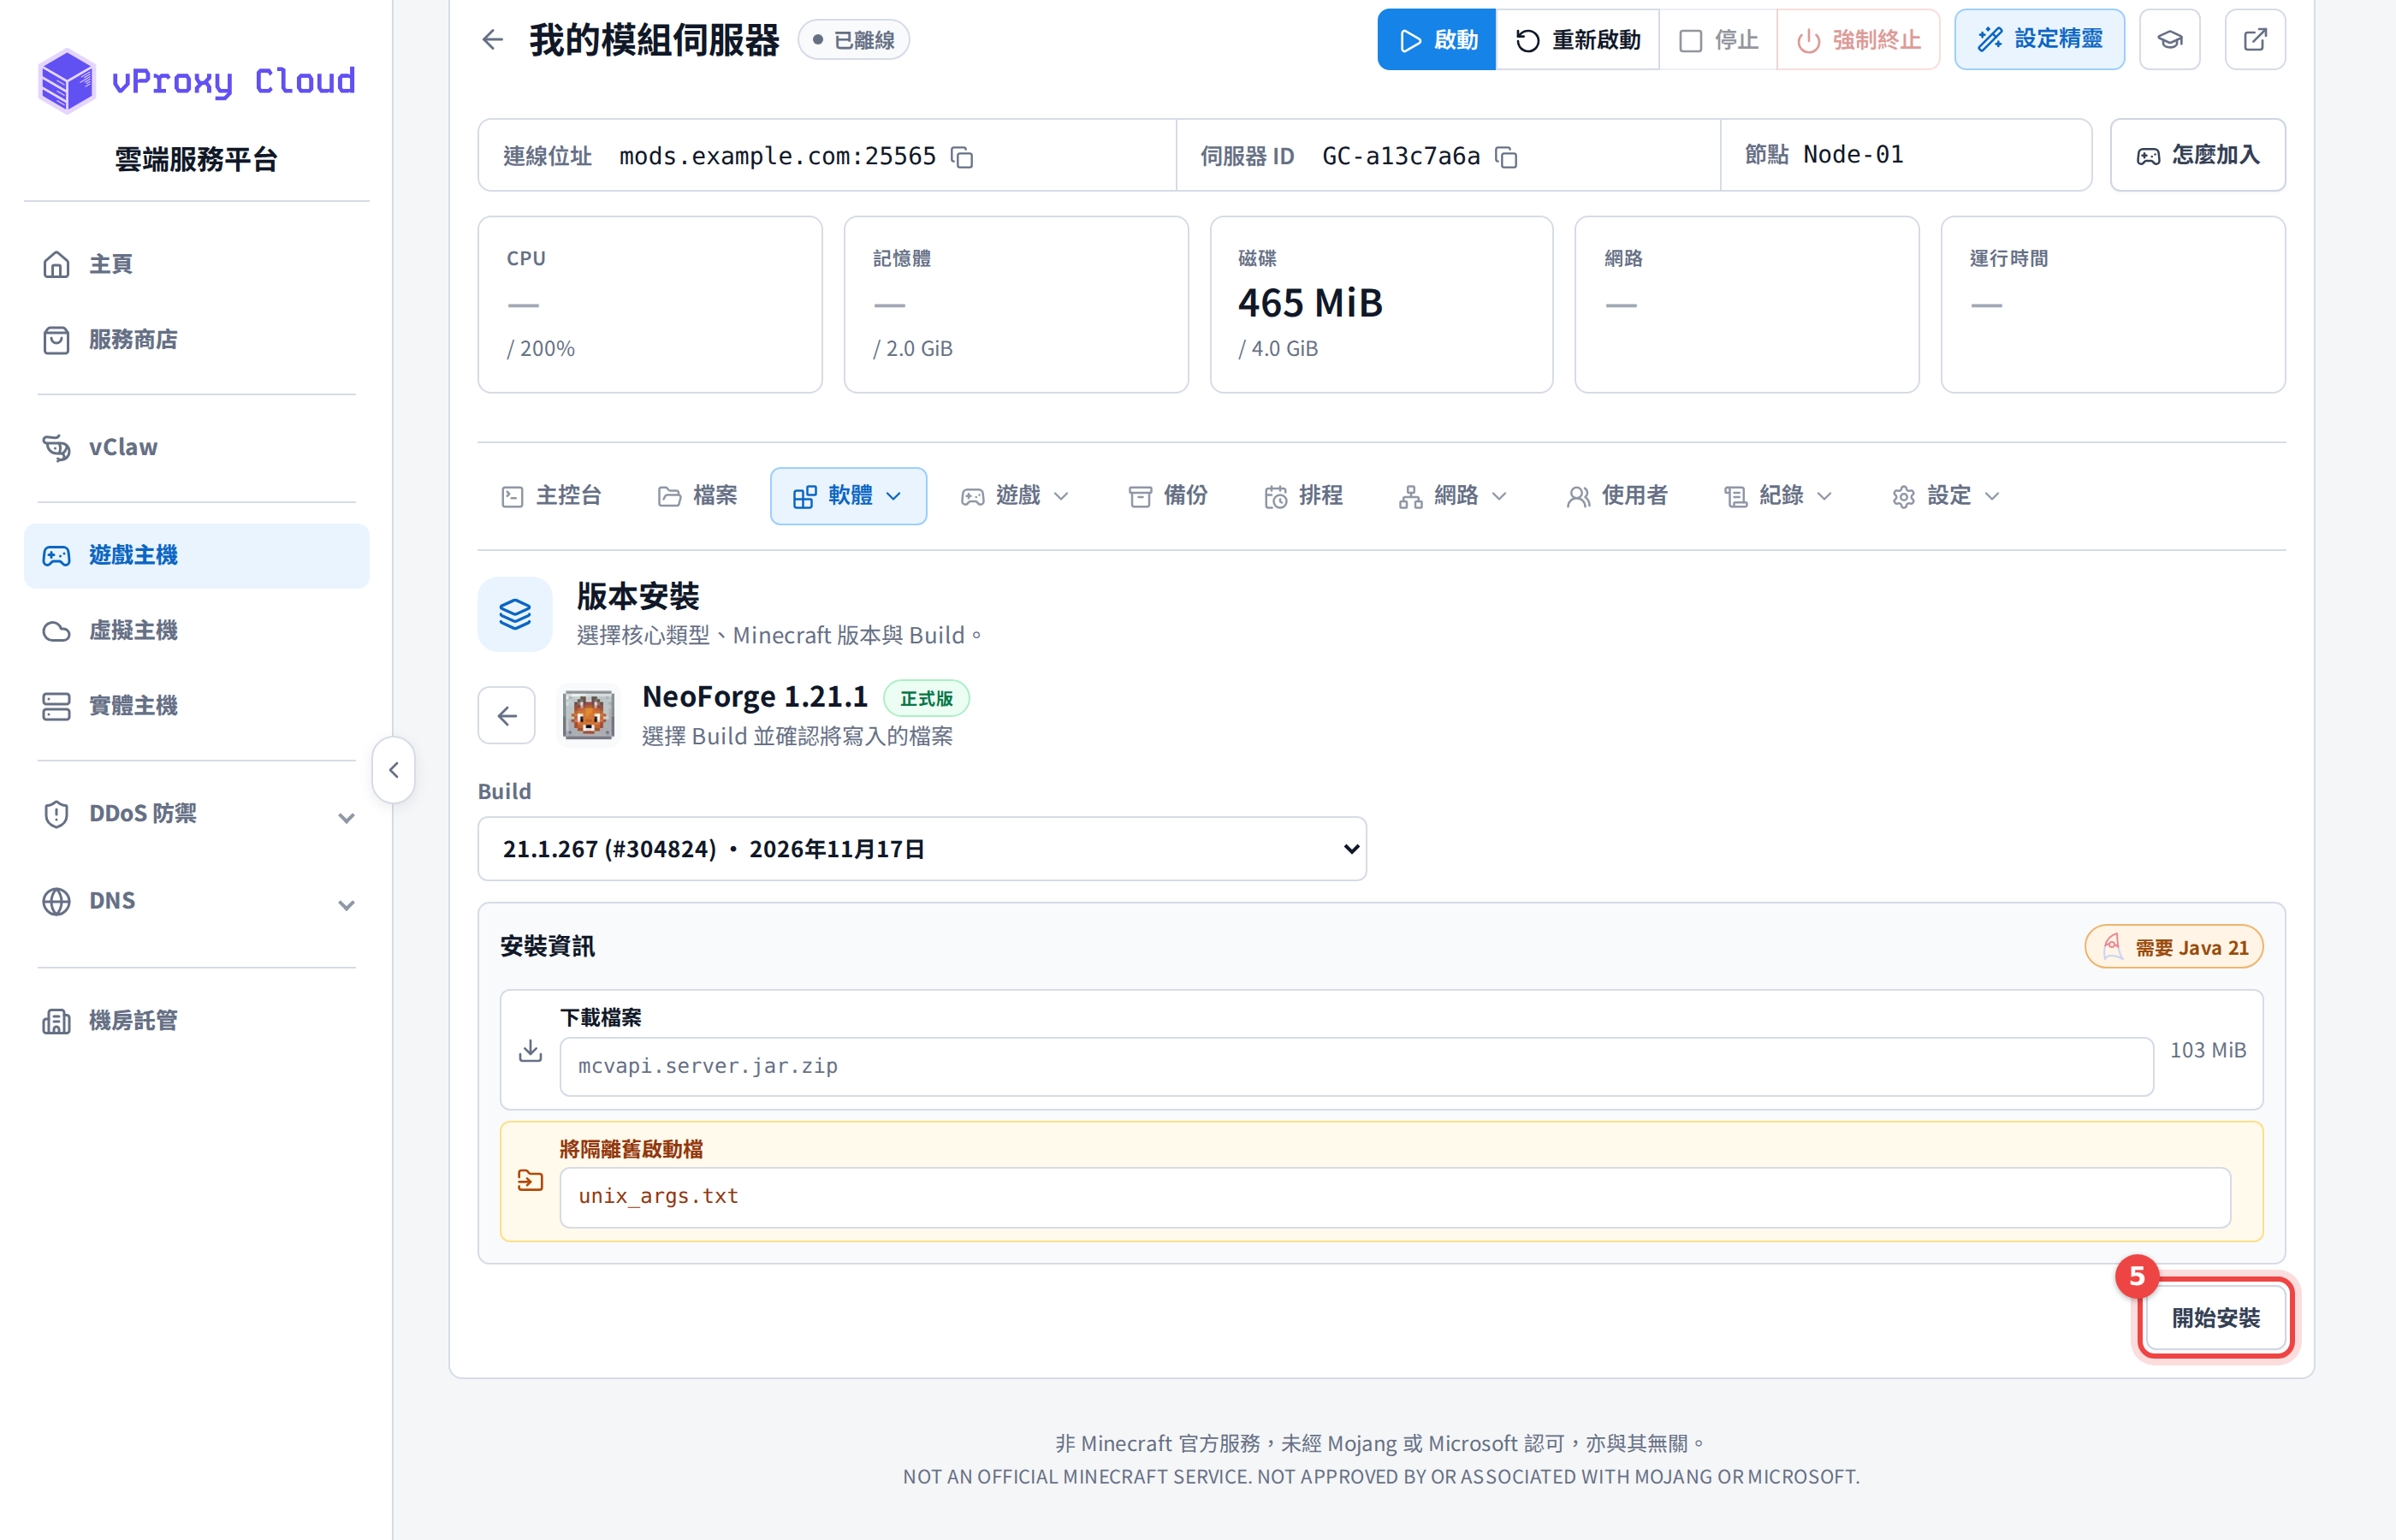 vProxy Cloud
雲端服務平台
主頁
服務商店
vClaw
遊戲主機
虛擬主機
實體主機
DDoS 防禦
DNS
機房託管
我的模組伺服器
已離線
啟動
重新啟動
停止
強制終止
設定精靈
連線位址 mods.example.com:25565
伺服器 ID GC-a13c7a6a
節點 Node-01
怎麼加入
CPU
—
/ 200%
記憶體
—
/ 2.0 GiB
磁碟
465 MiB
/ 4.0 GiB
網路
—
運行時間
—
主控台
檔案
軟體
遊戲
備份
排程
網路
使用者
紀錄
設定
版本安裝
選擇核心類型、Minecraft 版本與 Build。
NeoForge 1.21.1 正式版
選擇 Build 並確認將寫入的檔案
Build
21.1.267 (#304824) • 2026年11月17日
安裝資訊
需要 Java 21
下載檔案
mcvapi.server.jar.zip
103 MiB
將隔離舊啟動檔
unix_args.txt
5
開始安裝
非 Minecraft 官方服務，未經 Mojang 或 Microsoft 認可，亦與其無關。
NOT AN OFFICIAL MINECRAFT SERVICE. NOT APPROVED BY OR ASSOCIATED WITH MOJANG OR MICROSOFT.